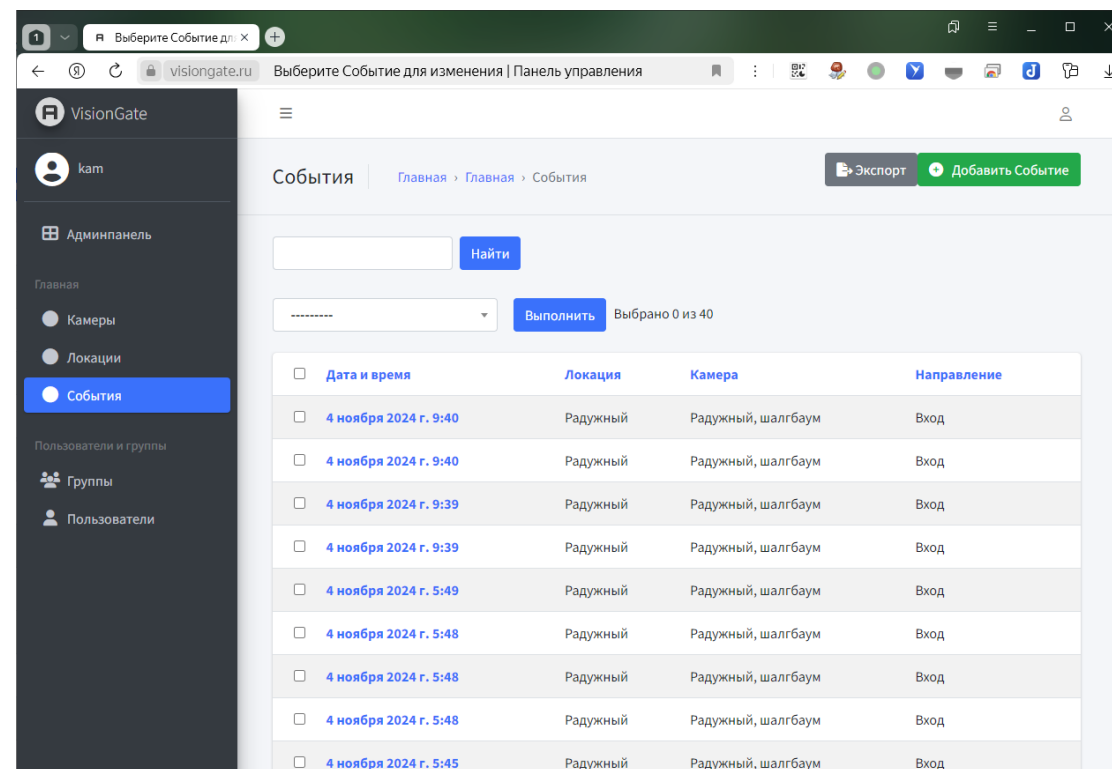 1
Выберите Событие дл
visiongate.ru Выберите Событие для изменения | Панель управления
VisionGate
kam
События Главная › Главная › События Экспорт Добавить Событие
Админпанель
Найти
Главная
Камеры
--------- Выполнить Выбрано 0 из 40
Локации
События
Дата и время Локация Камера Направление
4 ноября 2024 г. 9:40 Радужный Радужный, шалгбаум Вход
Пользователи и группы
4 ноября 2024 г. 9:40 Радужный Радужный, шалгбаум Вход
Группы
4 ноября 2024 г. 9:39 Радужный Радужный, шалгбаум Вход
Пользователи
4 ноября 2024 г. 9:39 Радужный Радужный, шалгбаум Вход
4 ноября 2024 г. 5:49 Радужный Радужный, шалгбаум Вход
4 ноября 2024 г. 5:48 Радужный Радужный, шалгбаум Вход
4 ноября 2024 г. 5:48 Радужный Радужный, шалгбаум Вход
4 ноября 2024 г. 5:48 Радужный Радужный, шалгбаум Вход
4 ноября 2024 г. 5:45 Радужный Радужный, шалгбаум Вход